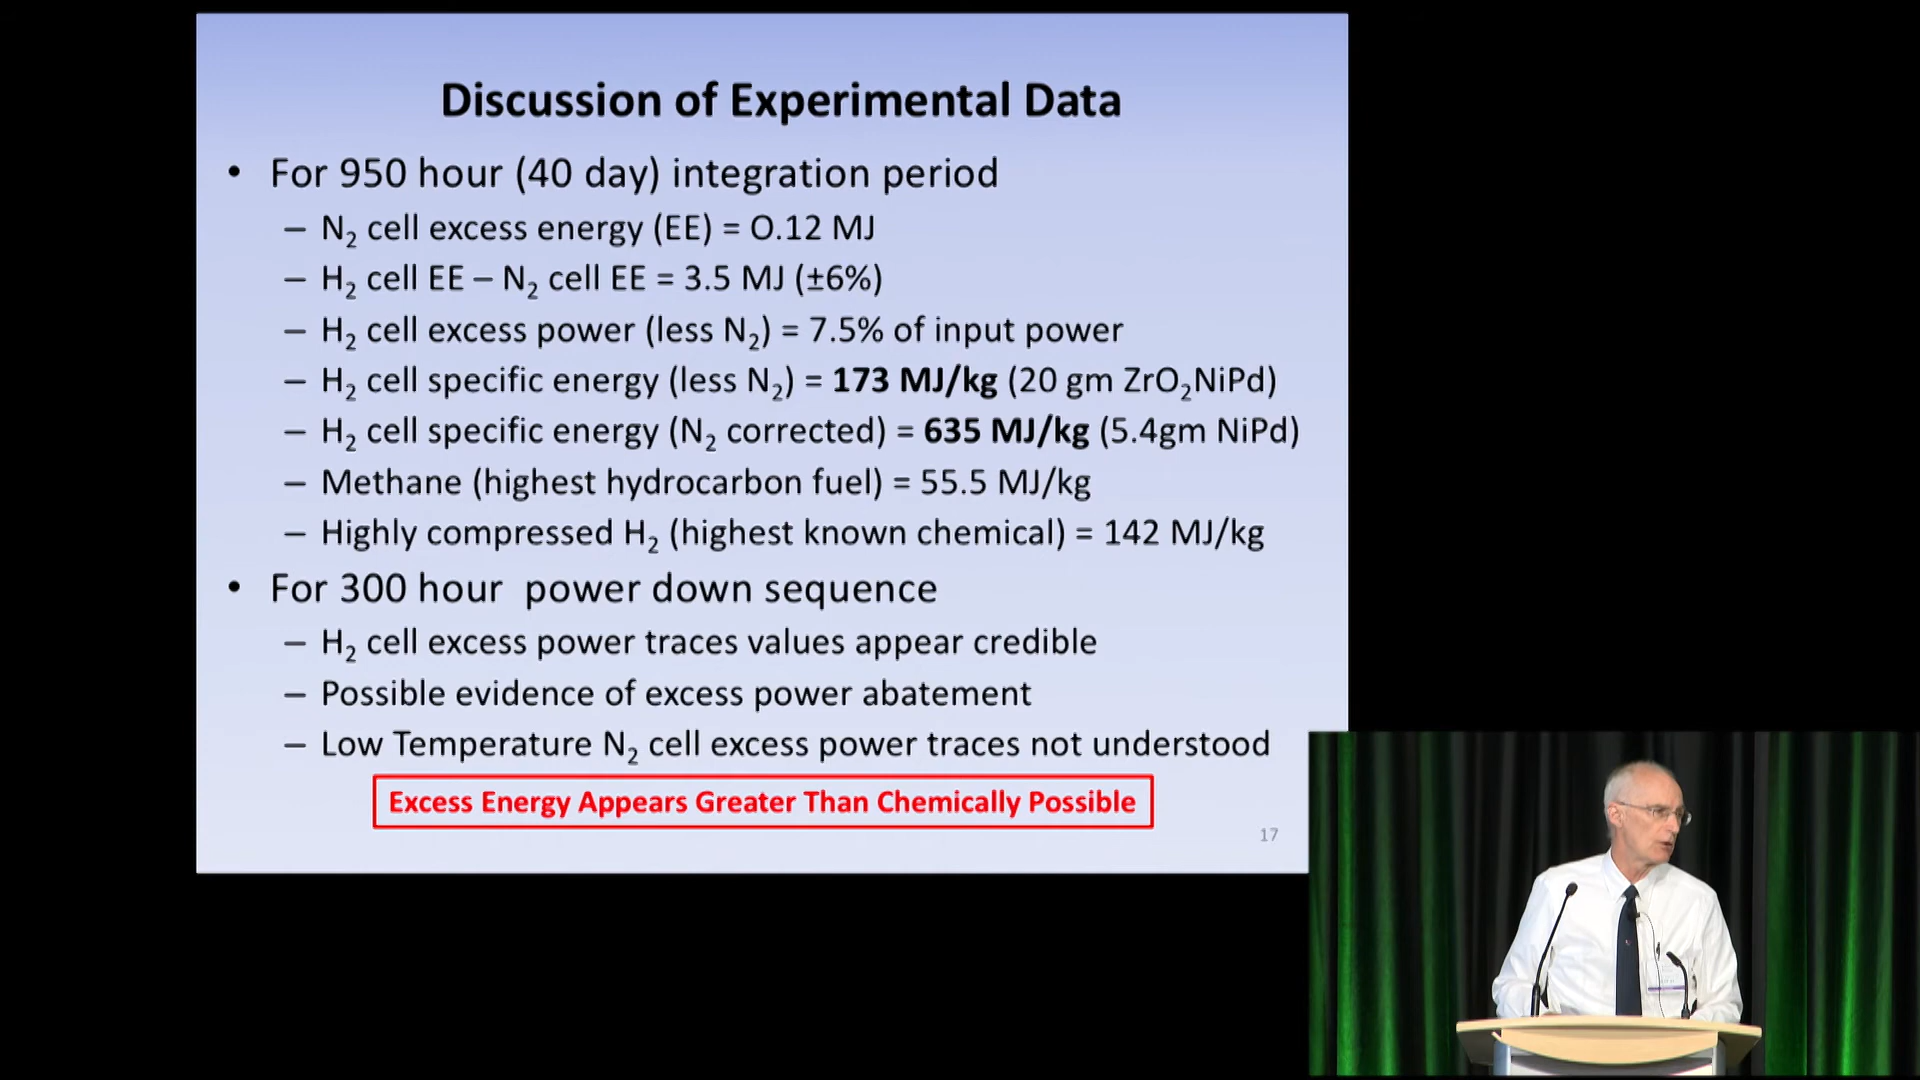 Discussion of Experimental Data
• For 950 hour (40 day) integration period
– N₂ cell excess energy (EE) = O.12 MJ
– H₂ cell EE – N₂ cell EE = 3.5 MJ (±6%)
– H₂ cell excess power (less N₂) = 7.5% of input power
– H₂ cell specific energy (less N₂) = 173 MJ/kg (20 gm ZrO₂NiPd)
– H₂ cell specific energy (N₂ corrected) = 635 MJ/kg (5.4gm NiPd)
– Methane (highest hydrocarbon fuel) = 55.5 MJ/kg
– Highly compressed H₂ (highest known chemical) = 142 MJ/kg
• For 300 hour power down sequence
– H₂ cell excess power traces values appear credible
– Possible evidence of excess power abatement
– Low Temperature N₂ cell excess power traces not understood
Excess Energy Appears Greater Than Chemically Possible
17